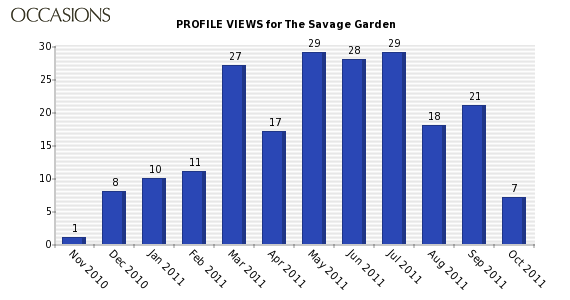 OCCASIONS
PROFILE VIEWS for The Savage Garden
30
25
20
15
10
5
0
1
8
10
11
27
17
29
28
29
18
21
7
Nov 2010
Dec 2010
Jan 2011
Feb 2011
Mar 2011
Apr 2011
May 2011
Jun 2011
Jul 2011
Aug 2011
Sep 2011
Oct 2011